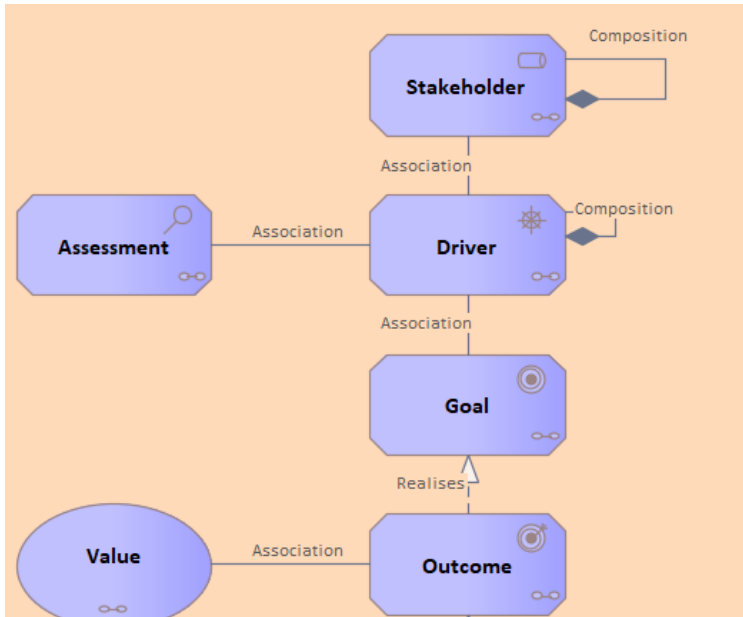 Composition
Stakeholder
Association
Composition
Assessment
Association
Driver
Association
Goal
Realises
Value
Association
Outcome